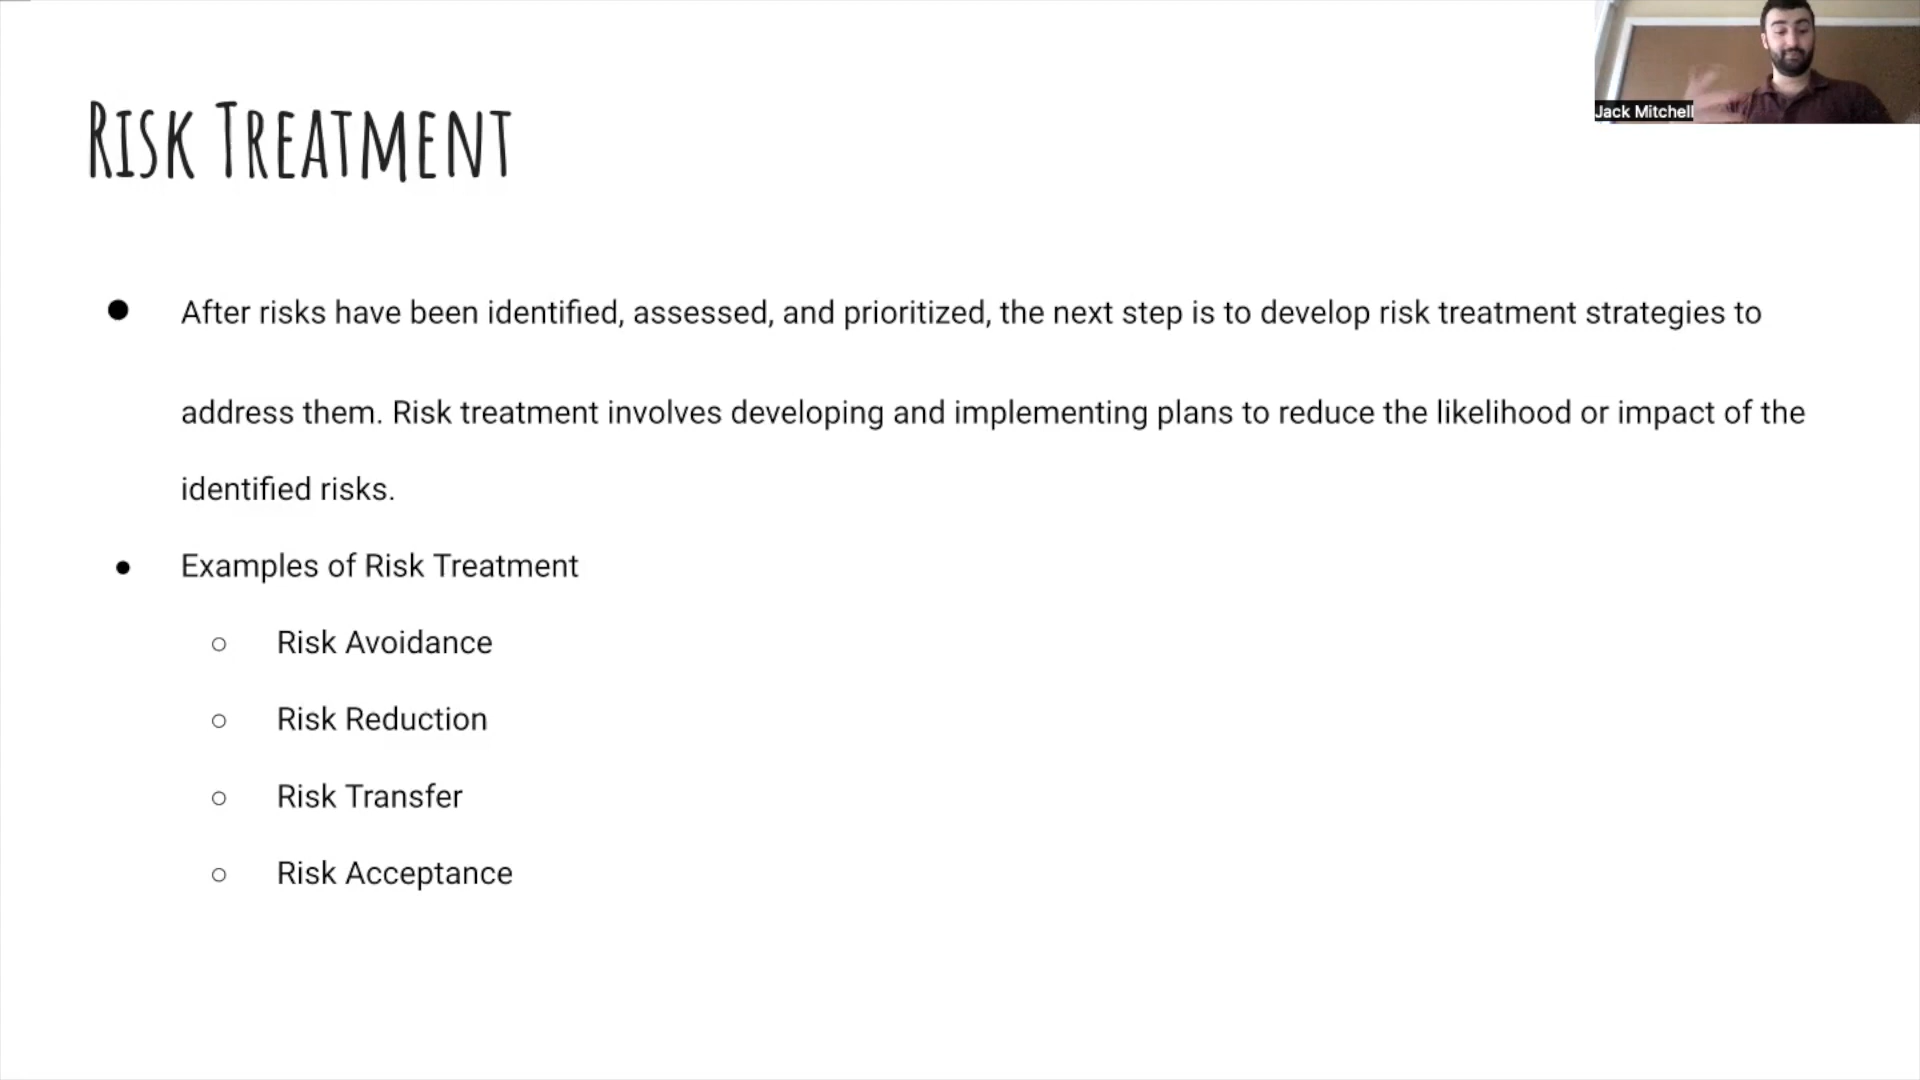 Jack Mitchell
Risk Treatment
● After risks have been identified, assessed, and prioritized, the next step is to develop risk treatment strategies to
address them. Risk treatment involves developing and implementing plans to reduce the likelihood or impact of the
identified risks.
● Examples of Risk Treatment
○ Risk Avoidance
○ Risk Reduction
○ Risk Transfer
○ Risk Acceptance